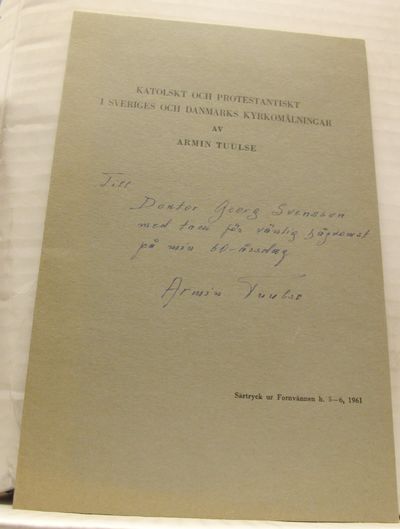 KATOLSKT OCH PROTESTANTISKT
I SVERIGES OCH DANMARKS KYRKOMÅLNINGAR
AV
ARMIN TUULSE
Till
Doktor Georg Svensson
med tack för vänlig hågkomst
på min 60-årsdag
Armin Tuulse
Särtryck ur Fornvännen h. 5—6, 1961